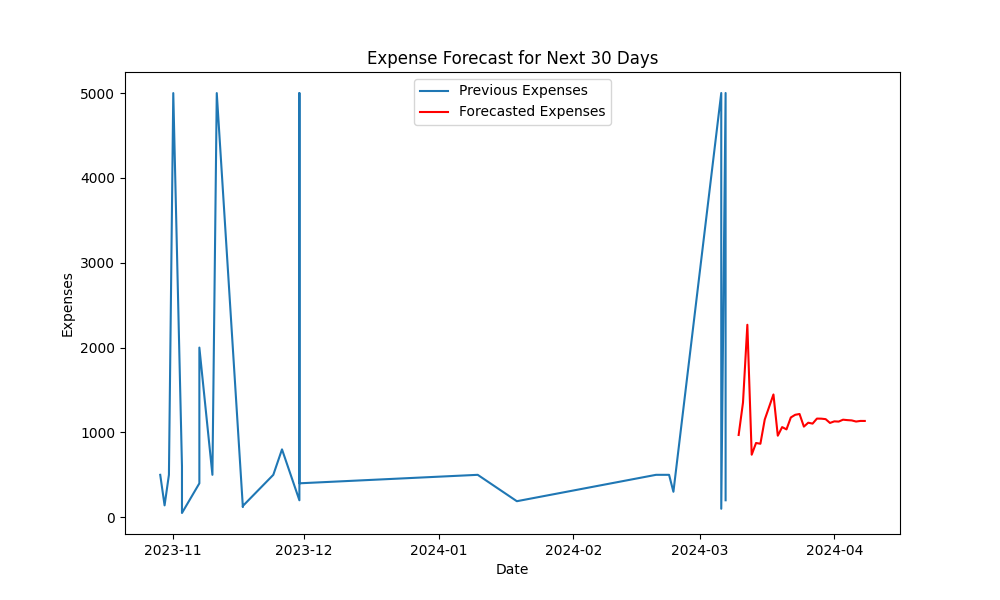 Expense Forecast for Next 30 Days
Previous Expenses
Forecasted Expenses
5000
4000
3000
2000
1000
0
Expenses
2023-11 2023-12 2024-01 2024-02 2024-03 2024-04
Date